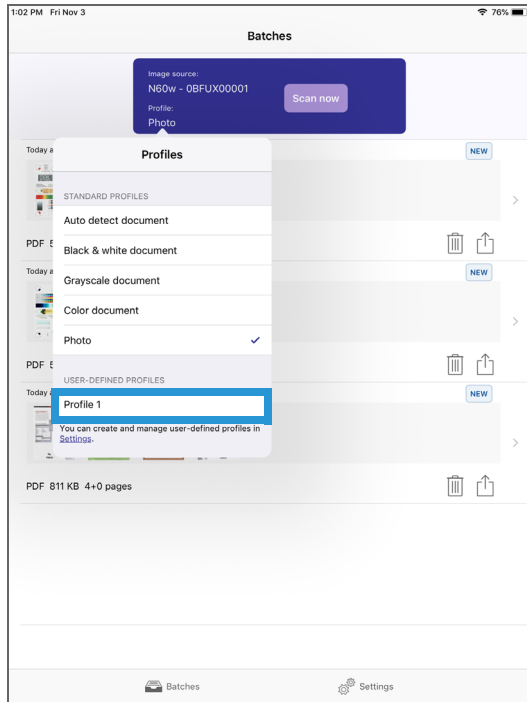 1:02 PM Fri Nov 3
76%
Batches
Image source:
N60w - 0BFUX00001
Scan now
Profile:
Photo
Today a
NEW
Profiles
STANDARD PROFILES
Auto detect document
PDF 5
Black & white document
Today a
NEW
Grayscale document
Color document
Photo
PDF 5
USER-DEFINED PROFILES
Today a
NEW
Profile 1
You can create and manage user-defined profiles in
Settings.
PDF 811 KB 4+0 pages
Batches
Settings